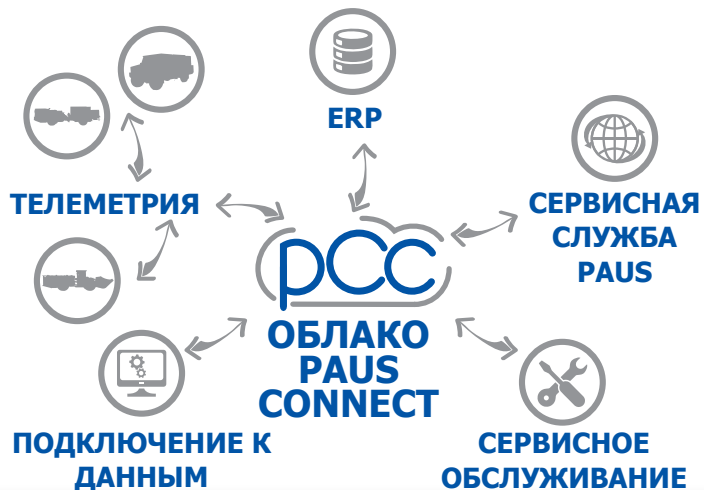 ERP
ТЕЛЕМЕТРИЯ
СЕРВИСНАЯ
СЛУЖБА
PAUS
pCc
ОБЛАКО
PAUS
CONNECT
ПОДКЛЮЧЕНИЕ К
ДАННЫМ
СЕРВИСНОЕ
ОБСЛУЖИВАНИЕ